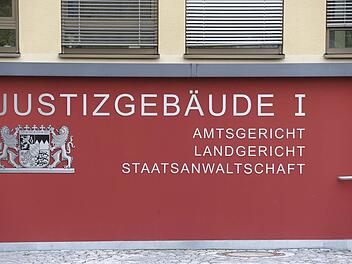 JUSTIZGEBÄUDE I
AMTSGERICHT
LANDGERICHT
STAATSANWALTSCHAFT